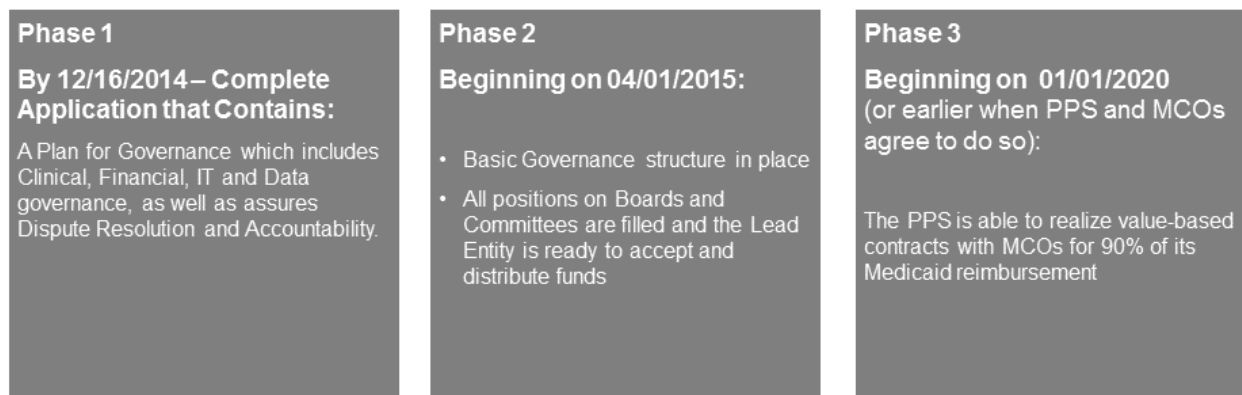 Phase 1
By 12/16/2014 – Complete
Application that Contains:
A Plan for Governance which includes
Clinical, Financial, IT and Data
governance, as well as assures
Dispute Resolution and Accountability.
Phase 2
Beginning on 04/01/2015:
• Basic Governance structure in place
• All positions on Boards and
Committees are filled and the Lead
Entity is ready to accept and
distribute funds
Phase 3
Beginning on 01/01/2020
(or earlier when PPS and MCOs
agree to do so):
The PPS is able to realize value-based
contracts with MCOs for 90% of its
Medicaid reimbursement